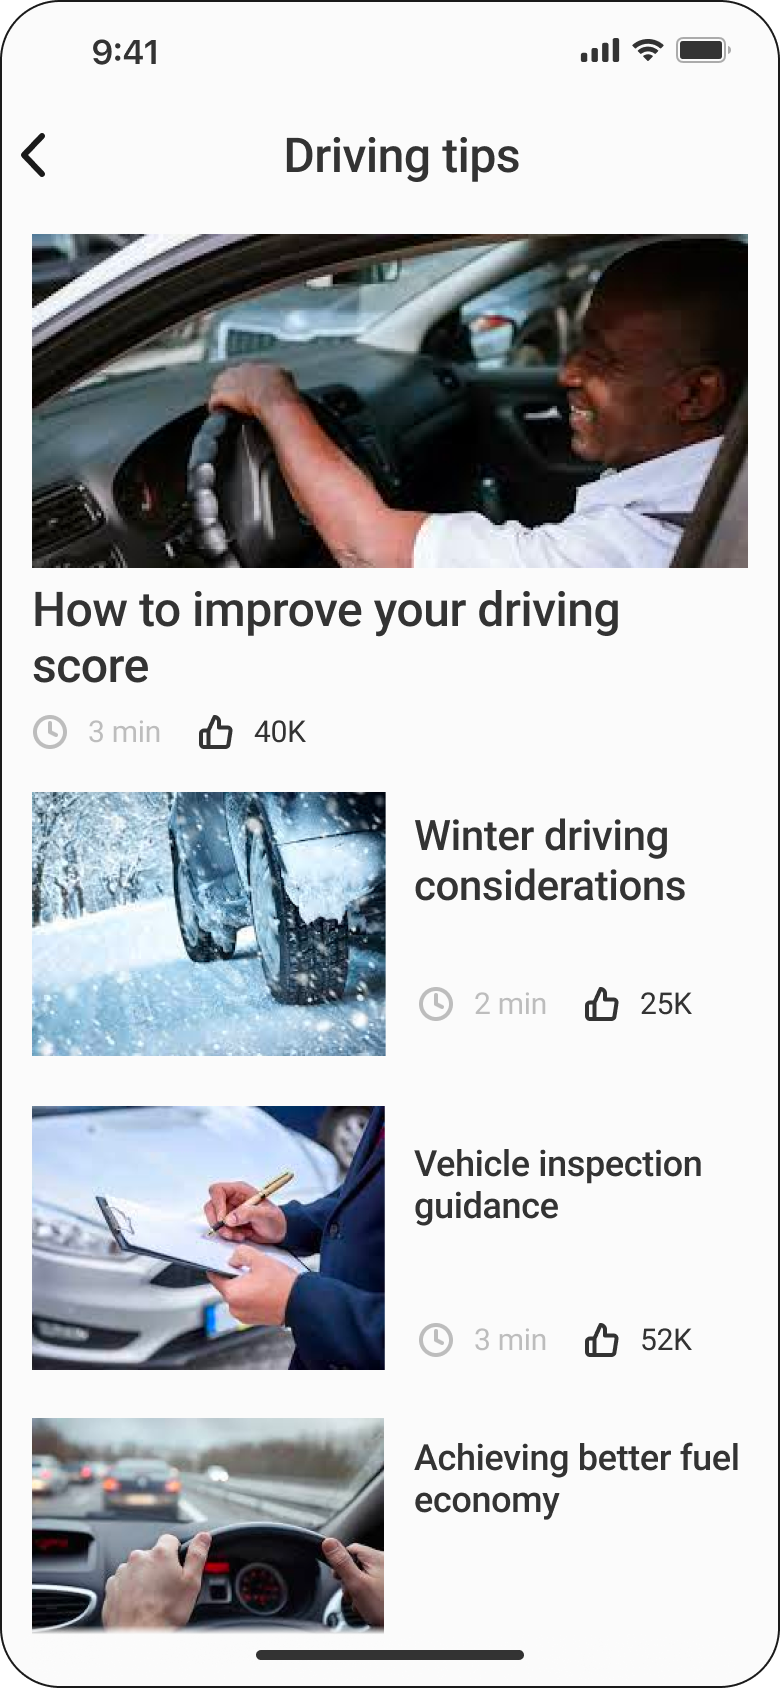 9:41
Driving tips
How to improve your driving
score
3 min 40K
Winter driving
considerations
2 min 25K
Vehicle inspection
guidance
3 min 52K
Achieving better fuel
economy